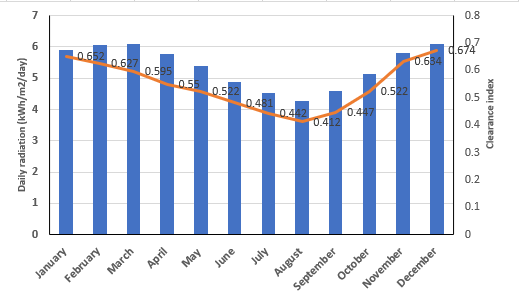 7
6
5
4
3
2
1
0
Daily radiation (kWh/m2/day)
0.8
0.7
0.6
0.5
0.4
0.3
0.2
0.1
0
Clearance index
0.652
0.627
0.595
0.55
0.522
0.481
0.442
0.412
0.447
0.522
0.634
0.674
January
February
March
April
May
June
July
August
September
October
November
December